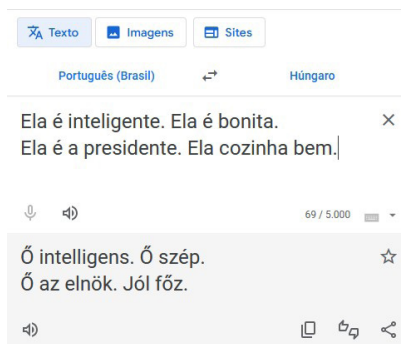 Texto Imagens Sites
Português (Brasil) Húngaro
Ela é inteligente. Ela é bonita.
Ela é a presidente. Ela cozinha bem.
69 / 5.000
Ő intelligens. Ő szép.
Ő az elnök. Jól főz.